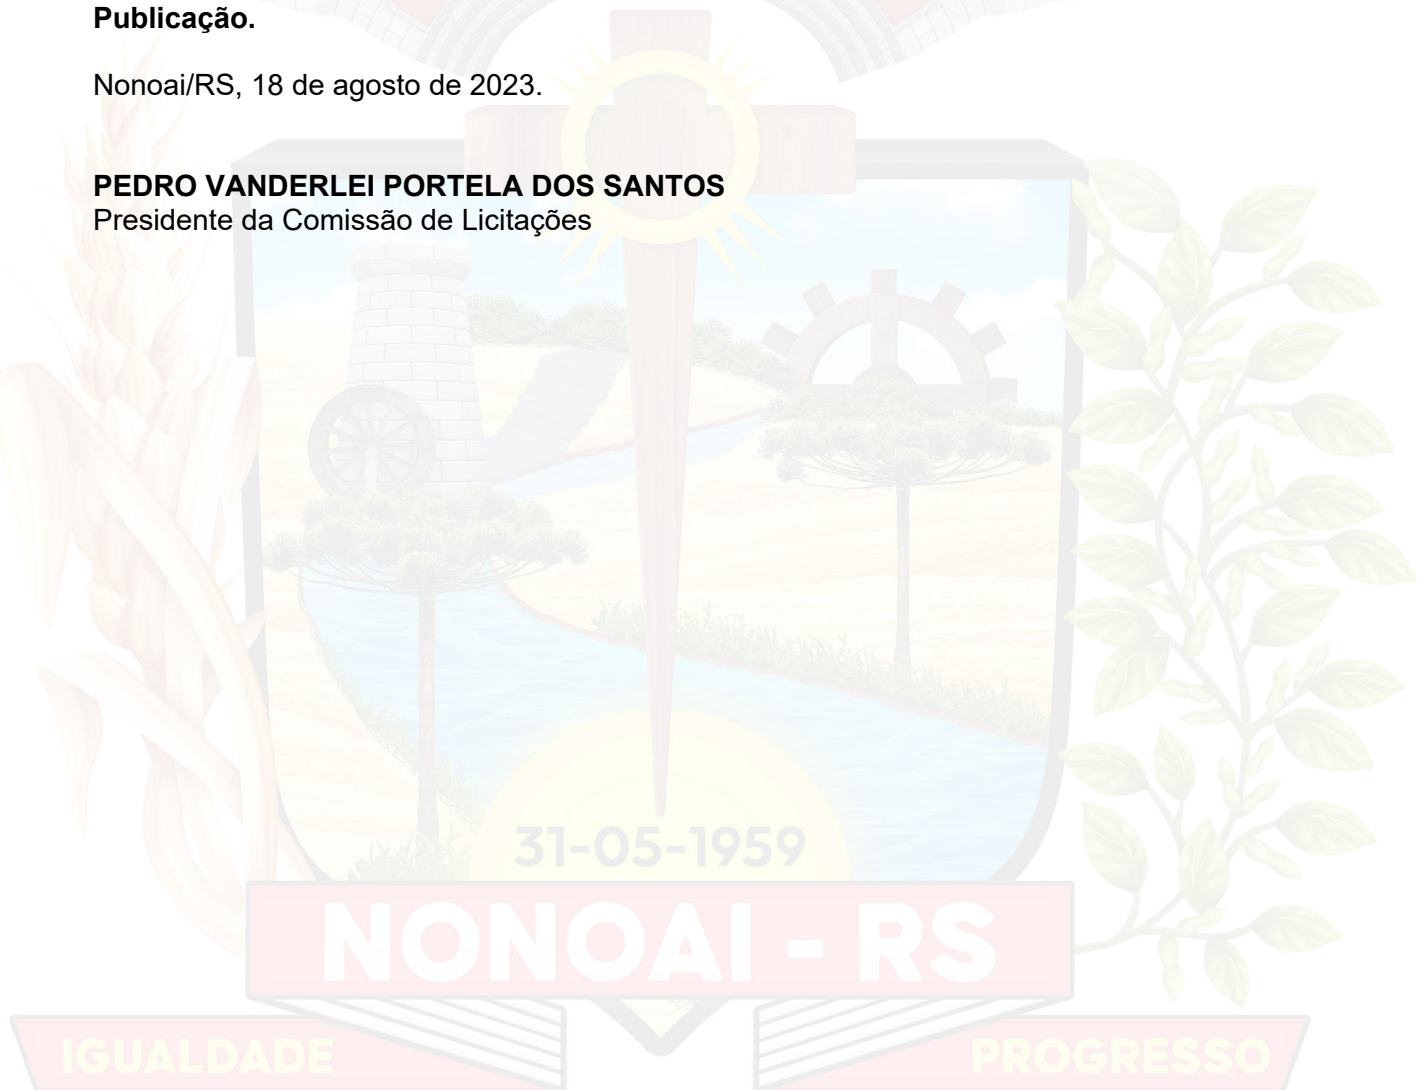 Publicação.
Nonoai/RS, 18 de agosto de 2023.
PEDRO VANDERLEI PORTELA DOS SANTOS
Presidente da Comissão de Licitações
31-05-1959
NONOAI - RS
IGUALDADE
PROGRESSO